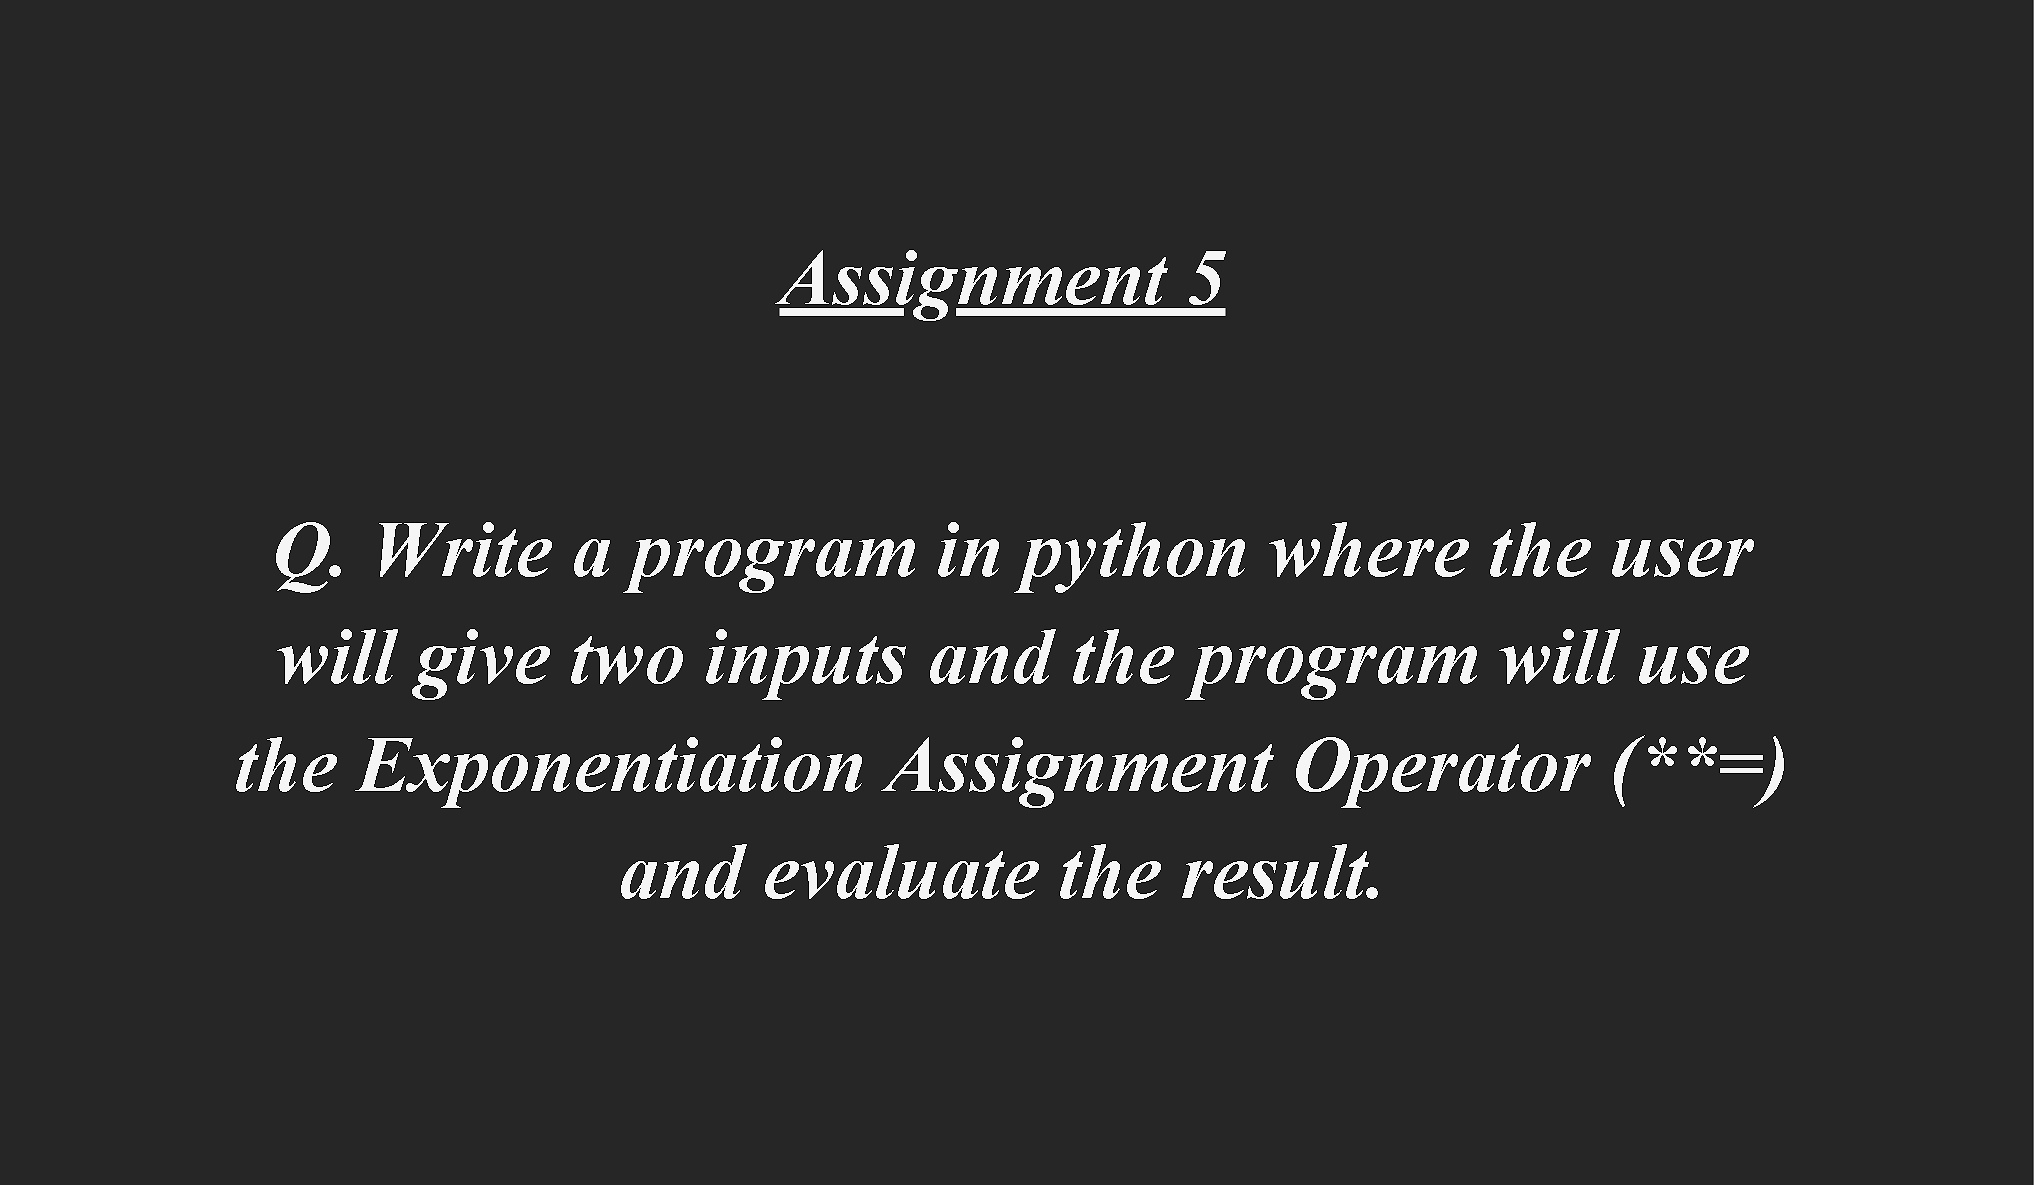 Assignment 5
Q. Write a program in python where the user
will give two inputs and the program will use
the Exponentiation Assignment Operator (**=)
and evaluate the result.